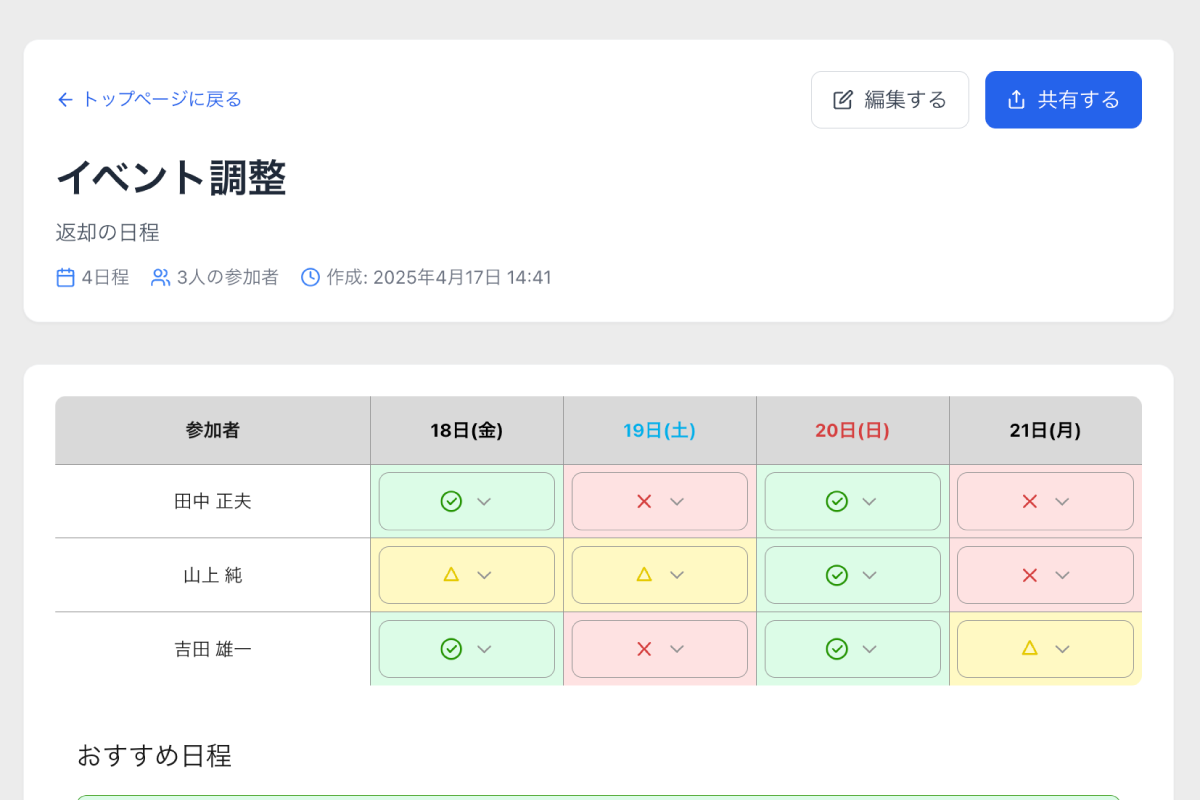 トップページに戻る
編集する
共有する
イベント調整
返却の日程
4日程 3人の参加者 作成: 2025年4月17日 14:41
参加者 18日(金) 19日(土) 20日(日) 21日(月)
田中 正夫
山上 純
吉田 雄一
おすすめ日程